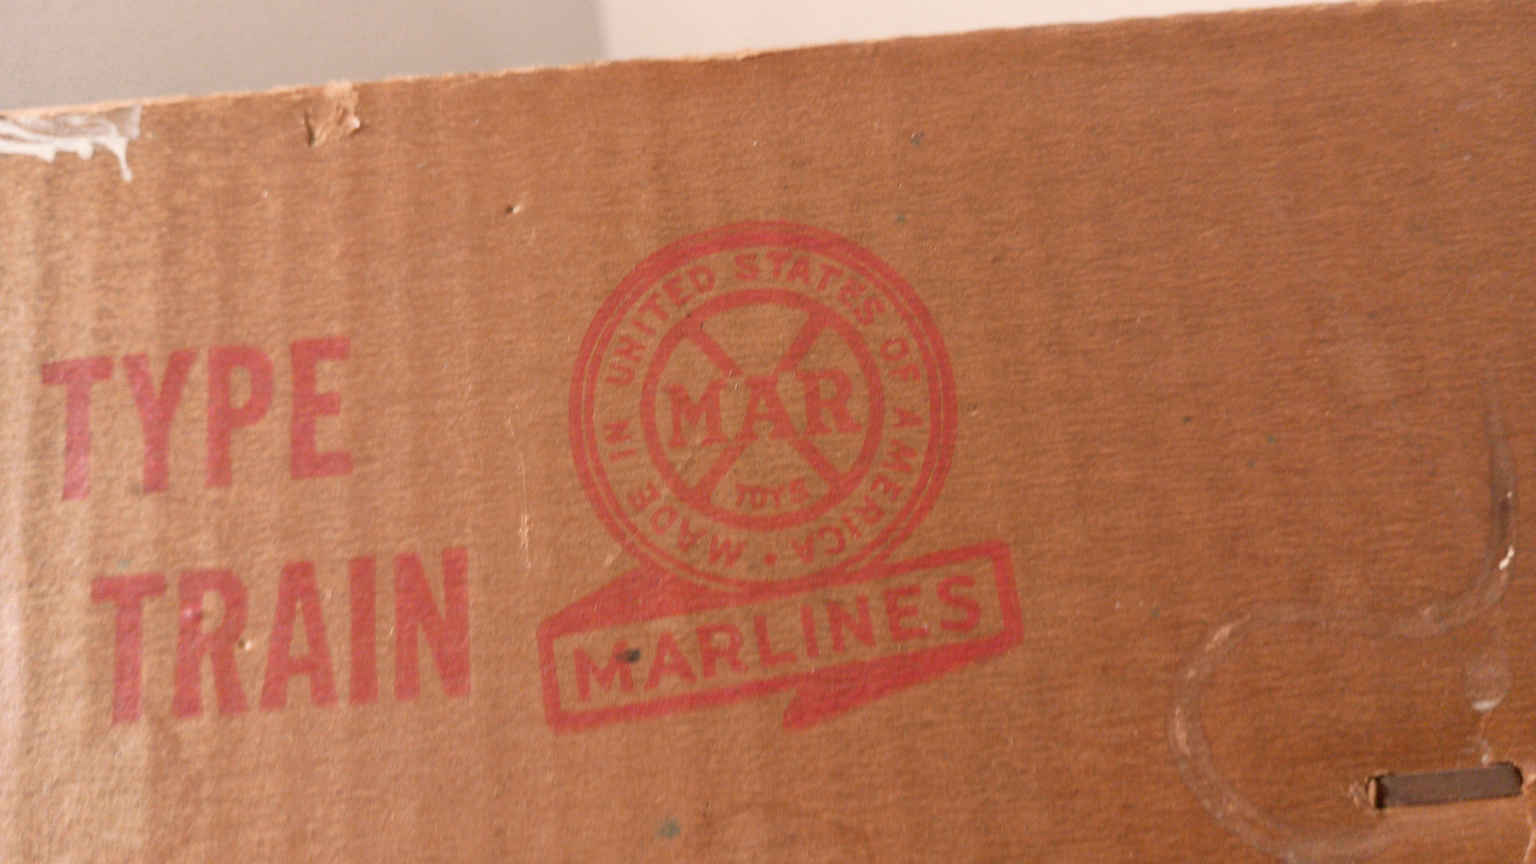 TYPE
TRAIN
MADE IN UNITED STATES OF AMERICA •
MAR
TOYS
MARLINES